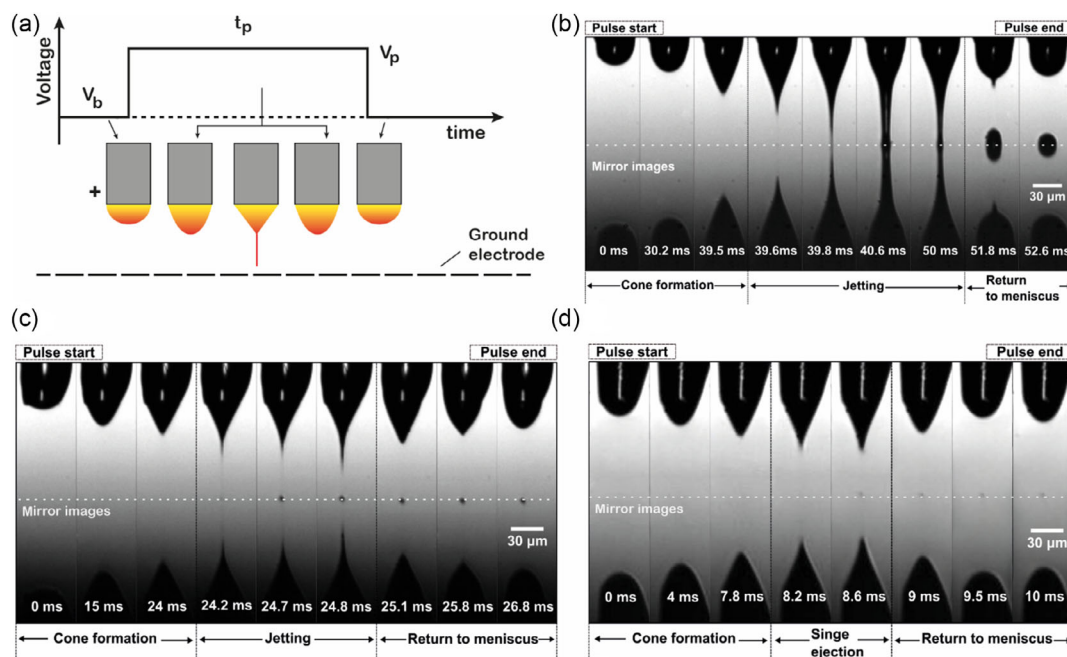 (a)
t_p
Voltage
V_b
V_p
time
+
Ground
electrode
(b)
Pulse start
Pulse end
Mirror images
30 µm
0 ms
30.2 ms
39.5 ms
39.6ms
39.8 ms
40.6 ms
50 ms
51.8 ms
52.6 ms
Cone formation
Jetting
Return
to meniscus
(c)
Pulse start
Pulse end
Mirror images
30 µm
0 ms
15 ms
24 ms
24.2 ms
24.7 ms
24.8 ms
25.1 ms
25.8 ms
26.8 ms
Cone formation
Jetting
Return to meniscus
(d)
Pulse start
Pulse end
Mirror images
30 µm
0 ms
4 ms
7.8 ms
8.2 ms
8.6 ms
9 ms
9.5 ms
10 ms
Cone formation
Singe
ejection
Return to meniscus